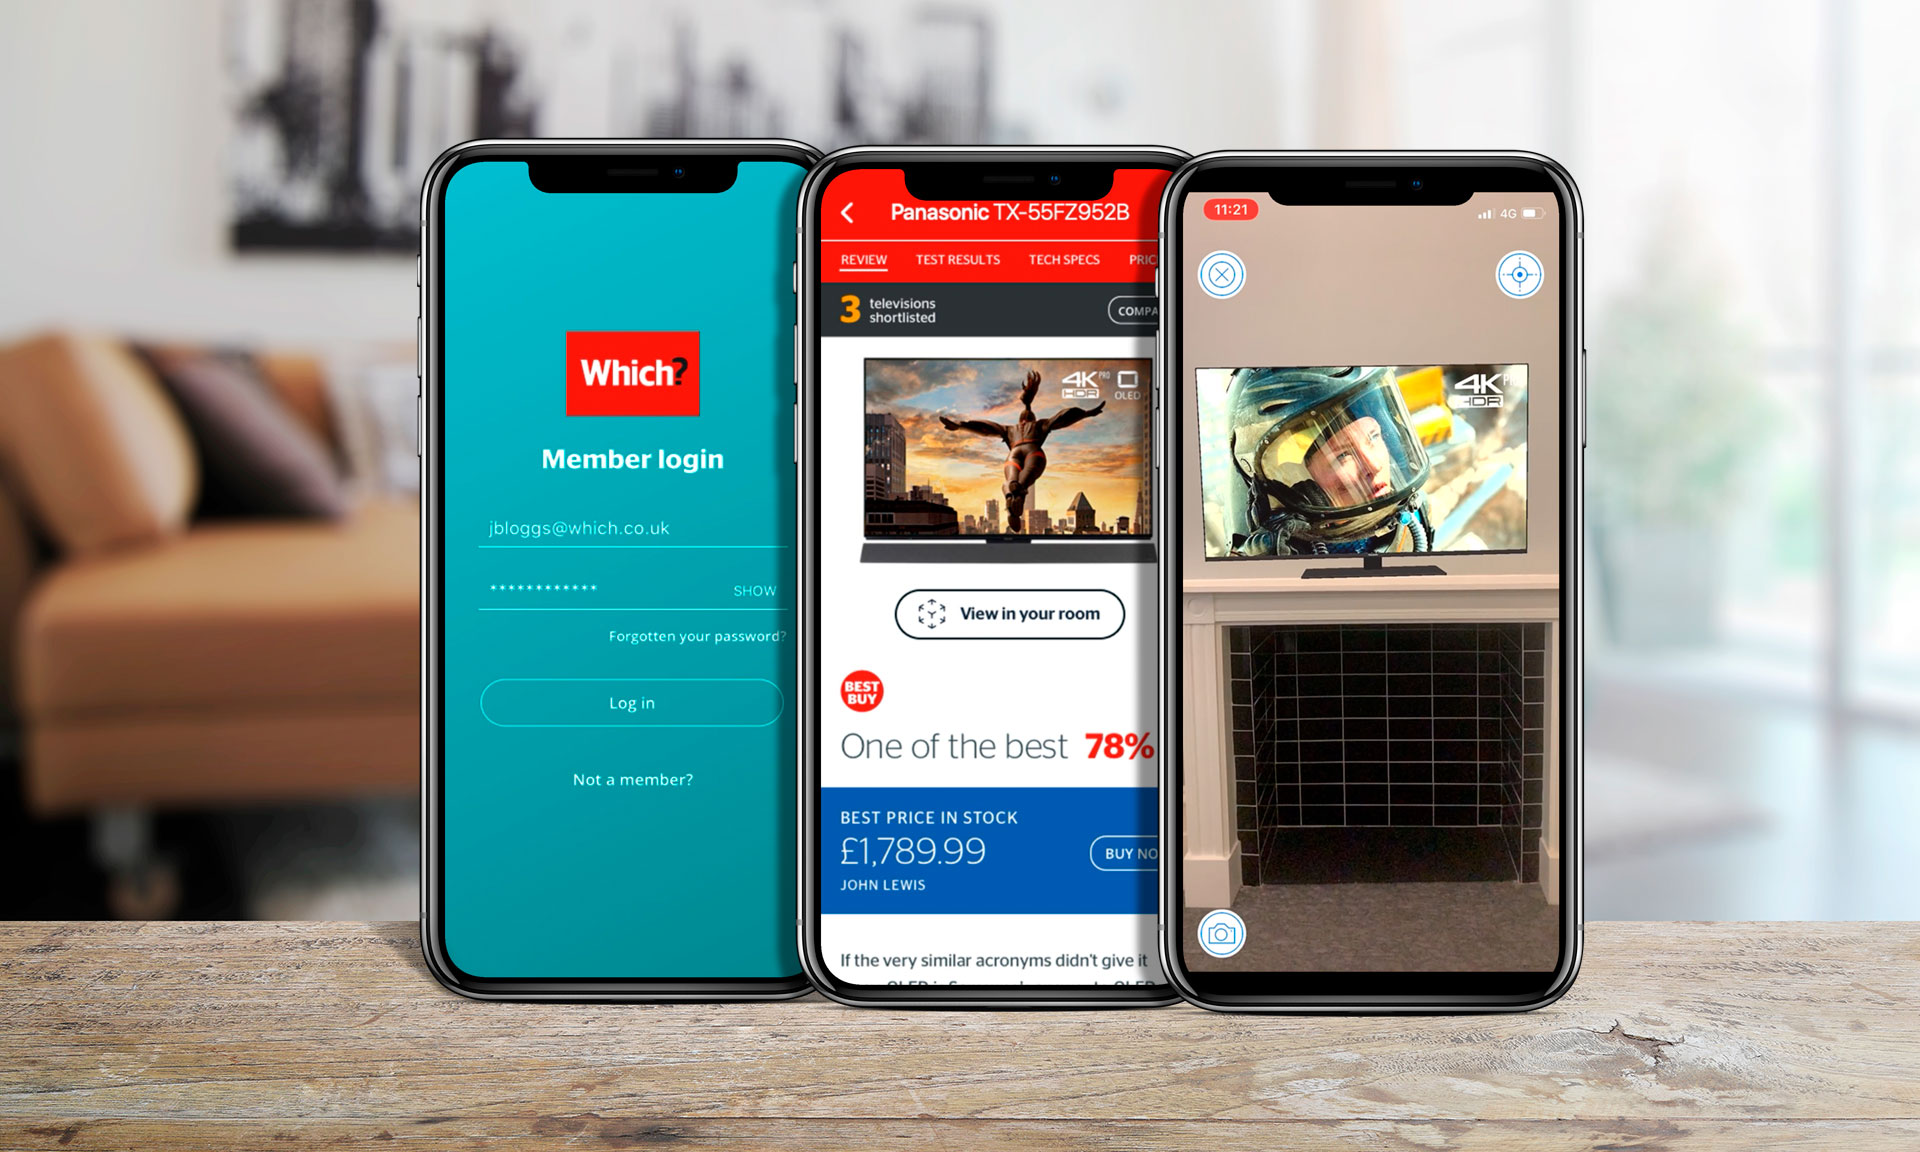 Which?
Member login
jbloggs@which.co.uk
************ SHOW
Forgotten your password?
Log in
Not a member?
Panasonic TX-55FZ952B
REVIEW TEST RESULTS TECH SPECS PRIC
3 televisions
shortlisted
COMPA
4K PRO
HDR
OLED
View in your room
BEST
BUY
One of the best 78%
BEST PRICE IN STOCK
£1,789.99
BUY NO
JOHN LEWIS
If the very similar acronyms didn't give it
11:21
4G
4K PR
HDR